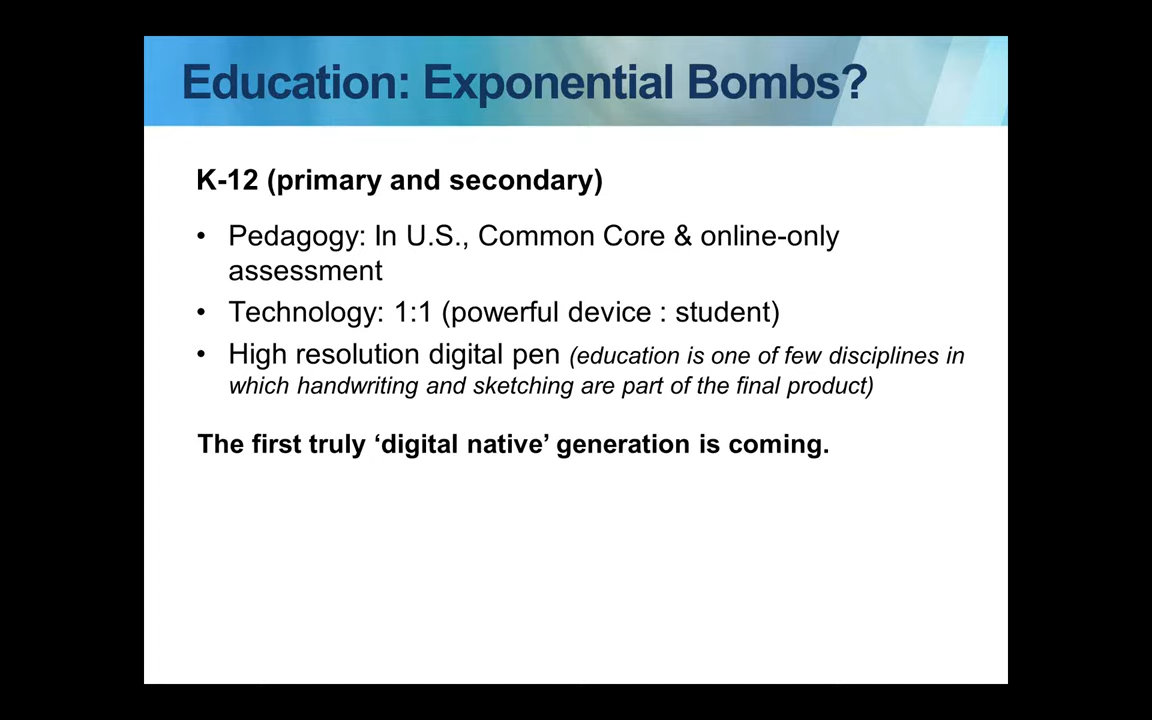 Education: Exponential Bombs?
K-12 (primary and secondary)
• Pedagogy: In U.S., Common Core & online-only
assessment
• Technology: 1:1 (powerful device : student)
• High resolution digital pen (education is one of few disciplines in
which handwriting and sketching are part of the final product)
The first truly ‘digital native’ generation is coming.